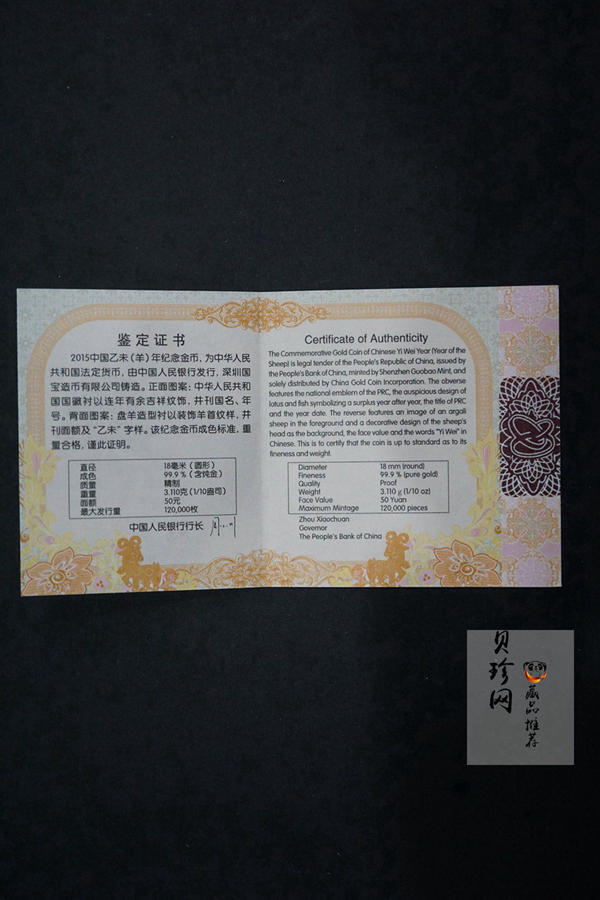 鉴定证书
2015中国乙未（羊）年纪念金币，为中华人民
共和国法定货币，由中国人民银行发行，深圳国
宝造币有限公司铸造。正面图案：中华人民共和
国国徽衬以连年有余吉祥纹饰，并刊国名、年
号。背面图案：盘羊造型衬以装饰羊首纹样，并
刊面额及“乙未”字样。该纪念金币成色标准，重
量合格，谨此证明。
直径 18毫米（圆形）
成色 99.9％（含纯金）
质量 精制
重量 3.110克（1/10盎司）
面额 50元
最大发行量 120,000枚
中国人民银行行长
Certificate of Authenticity
The Commemorative Gold Coin of Chinese Yi Wei Year (Year of the
Sheep) is legal tender of the People's Republic of China, issued by
the People's Bank of China, minted by Shenzhen Guobao Mint, and
solely distributed by China Gold Coin Incorporation. The obverse
features the national emblem of the PRC, the auspicious design of
lotus and fish symbolizing a surplus year after year, the title of PRC
and the year date. The reverse features an image of an argali
sheep in the foreground and a decorative design of the sheep's
head as the background, the face value and the words "Yi Wei" in
Chinese. This is to certify that the coin is up to standard as to its
fineness and weight.
Diameter 18 mm (round)
Fineness 99.9 % (pure gold)
Quality Proof
Weight 3.110 g (1/10 oz)
Face Value 50 Yuan
Maximum Mintage 120,000 pieces
Zhou Xiaochuan
Governor
The People's Bank of China
贝珍网
藏品推荐